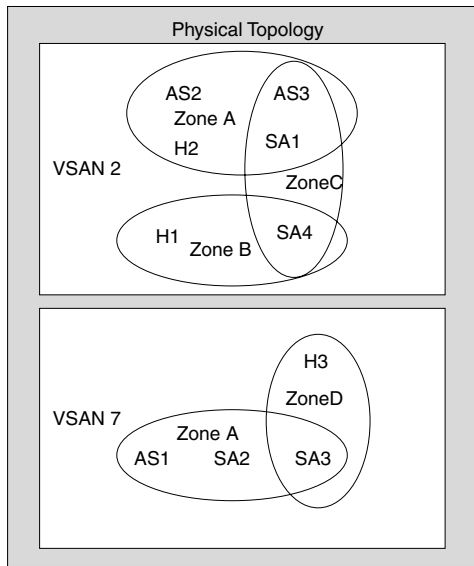 Physical Topology
AS2 AS3
Zone A
SA1
H2
VSAN 2
ZoneC
H1 SA4
Zone B
H3
ZoneD
VSAN 7
Zone A
AS1 SA2 SA3